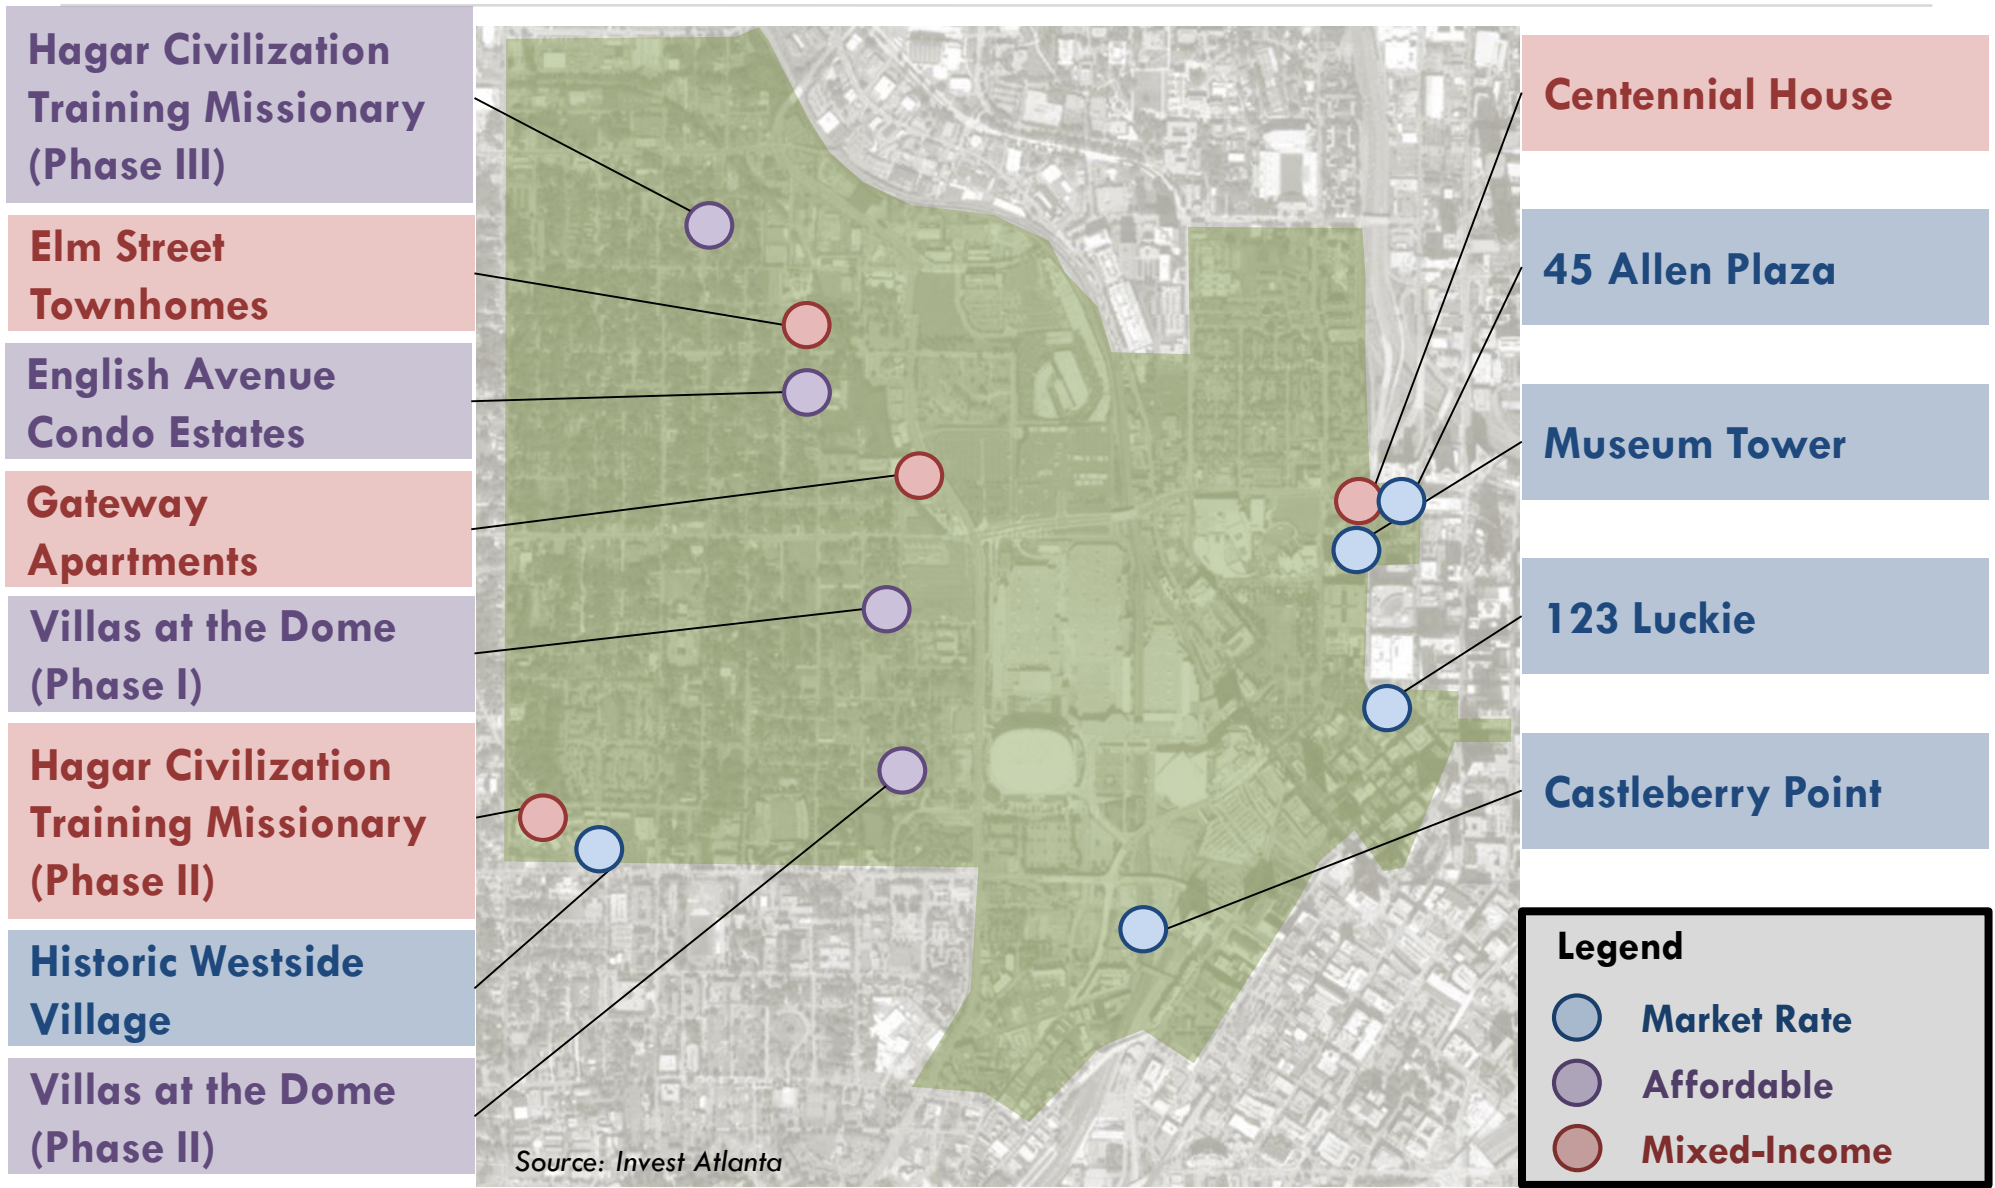 Hagar Civilization
Training Missionary
(Phase III)
Elm Street
Townhomes
English Avenue
Condo Estates
Gateway
Apartments
Villas at the Dome
(Phase I)
Hagar Civilization
Training Missionary
(Phase II)
Historic Westside
Village
Villas at the Dome
(Phase II)
Source: Invest Atlanta
Centennial House
45 Allen Plaza
Museum Tower
123 Luckie
Castleberry Point
Legend
Market Rate
Affordable
Mixed-Income